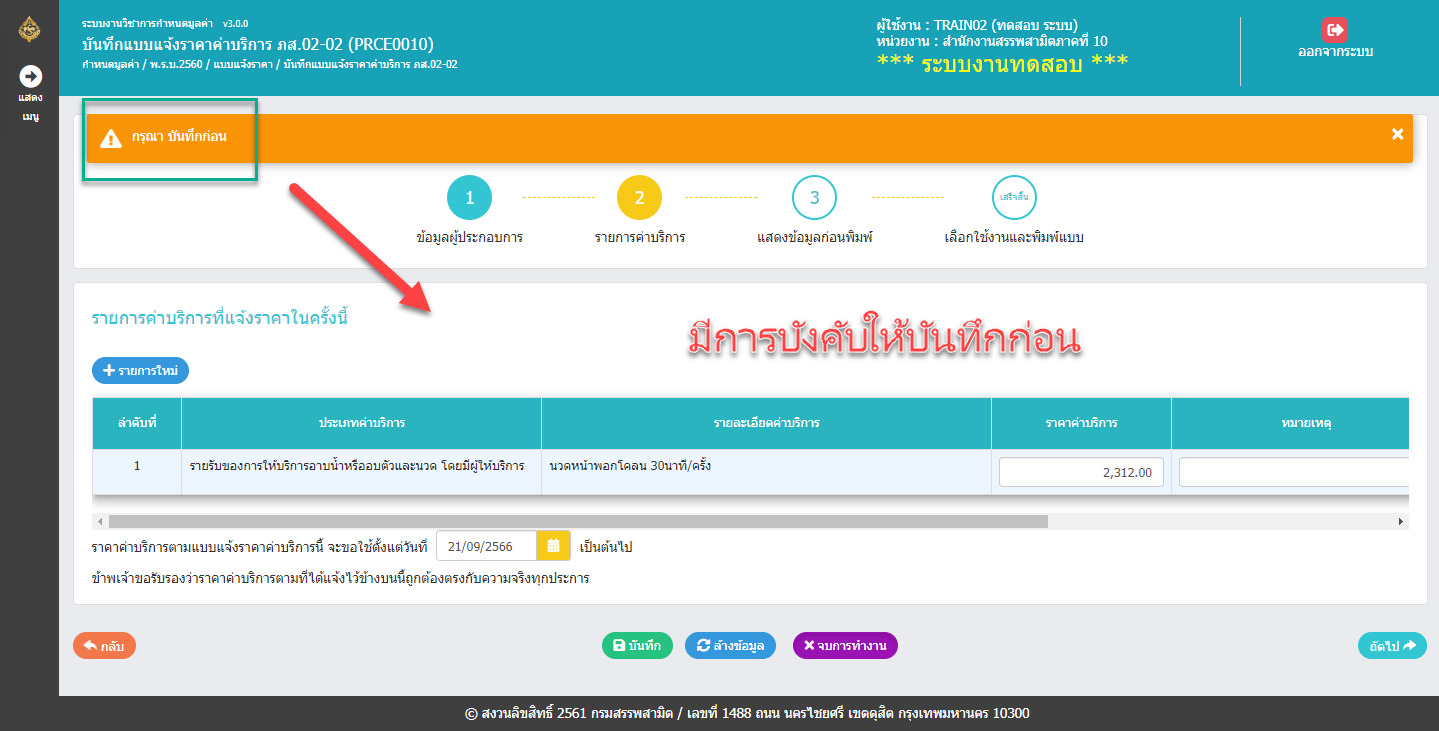 แสดง
เมนู
ระบบงานวิชาการกำหนดมูลค่า v3.0.0
บันทึกแบบแจ้งราคาค่าบริการ ภส.02-02 (PRCE0010)
กำหนดมูลค่า / พ.ร.บ.2560 / แบบแจ้งราคา / บันทึกแบบแจ้งราคาค่าบริการ ภส.02-02
ผู้ใช้งาน : TRAIN02 (ทดสอบ ระบบ)
หน่วยงาน : สำนักงานสรรพสามิตภาคที่ 10
*** ระบบงานทดสอบ ***
ออกจากระบบ
กรุณา บันทึกก่อน
1
2
3
เสร็จสิ้น
ข้อมูลผู้ประกอบการ
รายการค่าบริการ
แสดงข้อมูลก่อนพิมพ์
เลือกใช้งานและพิมพ์แบบ
รายการค่าบริการที่แจ้งราคาในครั้งนี้
มีการบังคับให้บันทึกก่อน
รายการใหม่
ลำดับที่ ประเภทค่าบริการ รายละเอียดค่าบริการ ราคาค่าบริการ หมายเหตุ
1 รายรับของการให้บริการอาบน้ำหรืออบตัวและนวด โดยมีผู้ให้บริการ นวดหน้าพอกโคลน 30นาที/ครั้ง 2,312.00
ราคาค่าบริการตามแบบแจ้งราคาค่าบริการนี้ จะขอใช้ตั้งแต่วันที่ 21/09/2566 เป็นต้นไป
ข้าพเจ้าขอรับรองว่าราคาค่าบริการตามที่ได้แจ้งไว้ข้างบนนี้ถูกต้องตรงกับความจริงทุกประการ
กลับ
บันทึก
ล้างข้อมูล
จบการทำงาน
ถัดไป
© สงวนลิขสิทธิ์ 2561 กรมสรรพสามิต / เลขที่ 1488 ถนน นครไชยศรี เขตดุสิต กรุงเทพมหานคร 10300